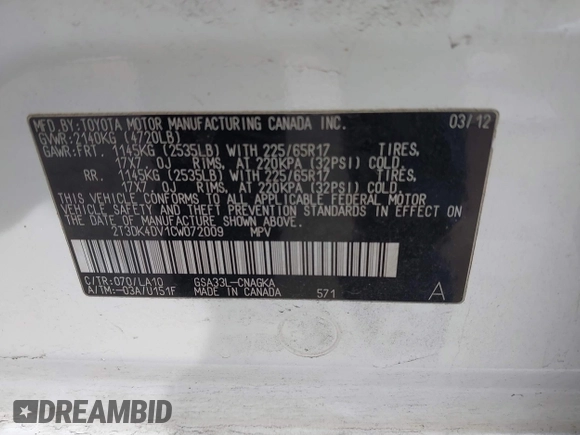 MFD.BY:TOYOTA MOTOR MANUFACTURING CANADA INC. 03/12
GVWR:2140KG (4720LB)
GAWR:FRT. 1145KG (2535LB) WITH 225/65R17 TIRES,
17X7 0J RIMS, AT 220KPA (32PSI) COLD.
RR. 1145KG (2535LB) WITH 225/65R17 TIRES,
17X7 0J RIMS, AT 220KPA (32PSI) COLD.
THIS VEHICLE CONFORMS TO ALL APPLICABLE FEDERAL MOTOR
VEHICLE SAFETY AND THEFT PREVENTION STANDARDS IN EFFECT ON
THE DATE OF MANUFACTURE SHOWN ABOVE.
2T3DK4DV1CW072009 MPV
C/TR:070/LA10 GSA33L-CNAGKA
A/TM:-03A/U151F MADE IN CANADA 571 A
DREAMBID